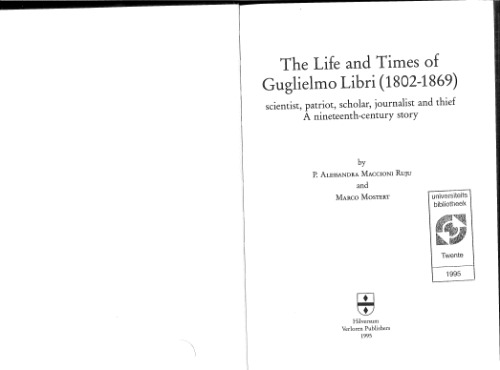 The Life and Times of
Guglielmo Libri (1802-1869)
scientist, patriot, scholar, journalist and thief
A nineteenth-century story
by
P. Alessandra Maccioni Ruju
and
Marco Mostert
universiteits
bibliotheek
Twente
1995
Hilversum
Verloren Publishers
1995